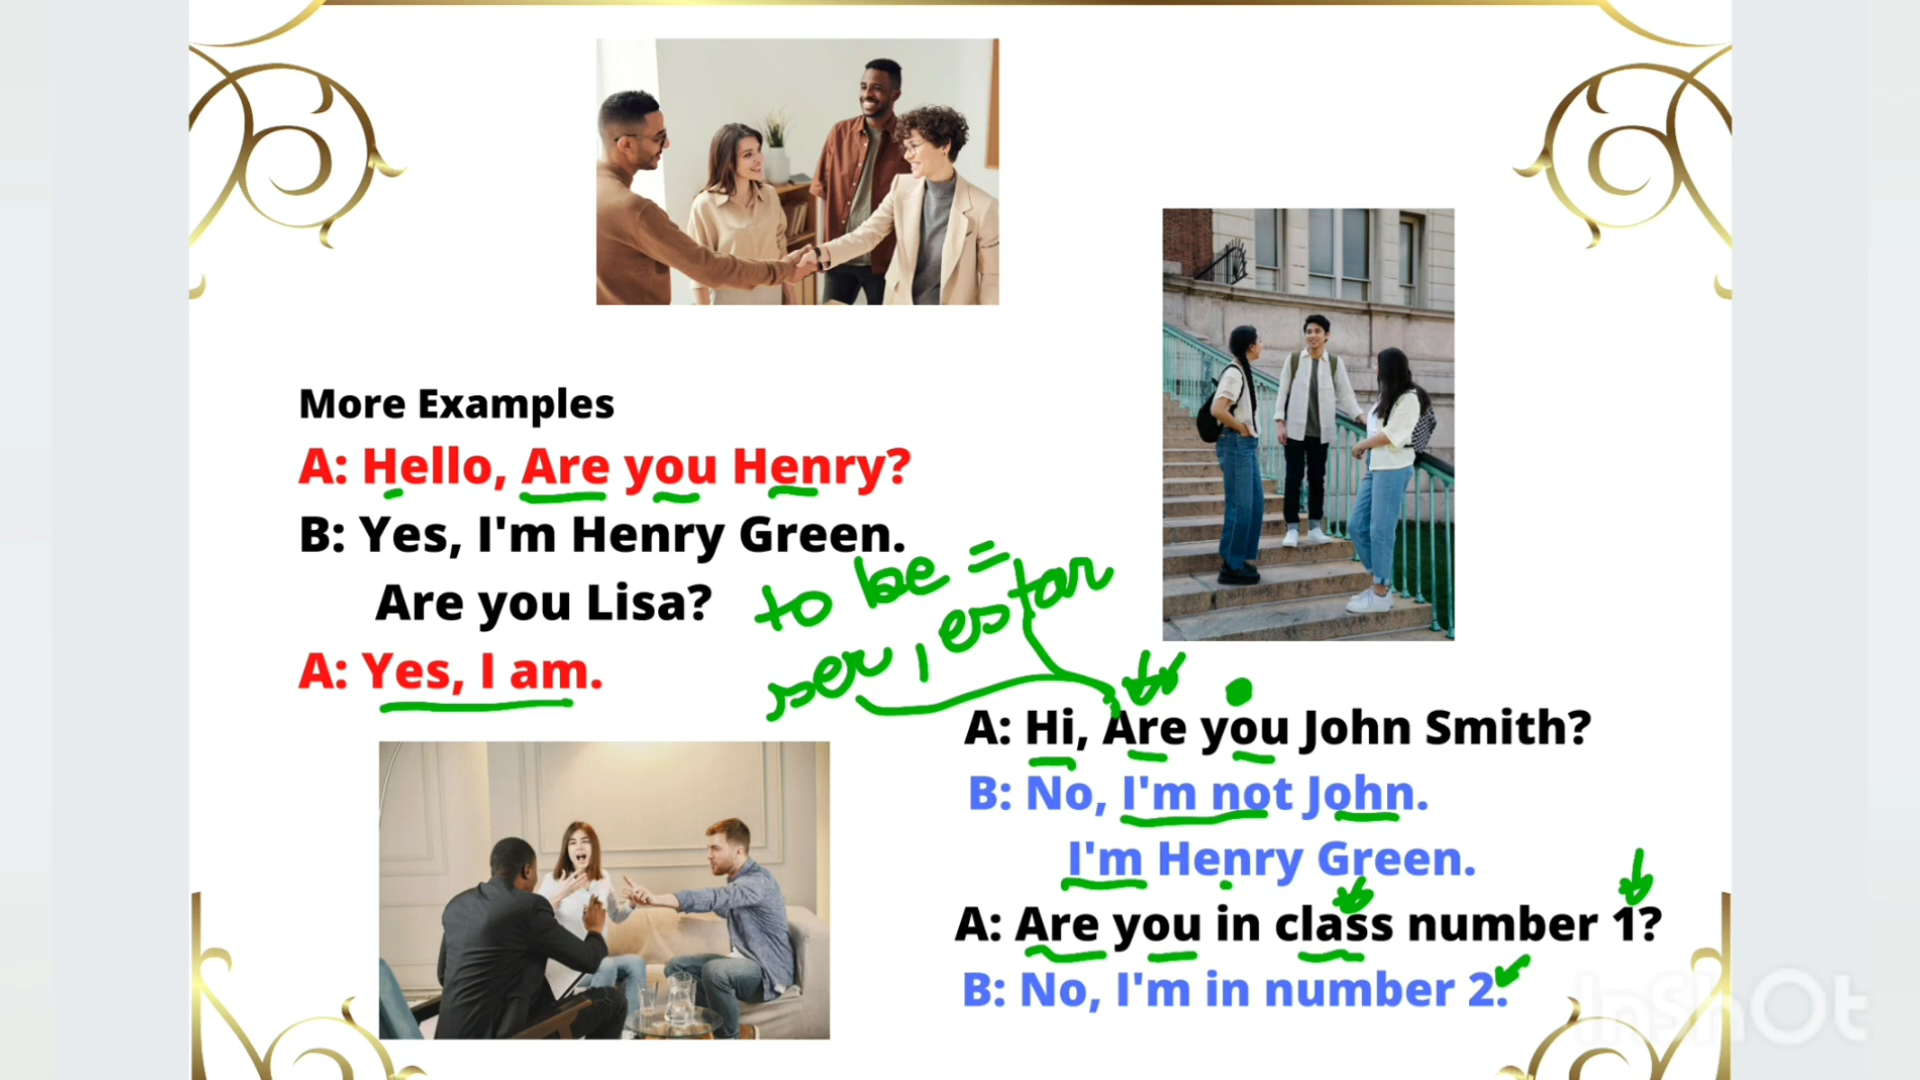 More Examples
A: Hello, Are you Henry?
B: Yes, I'm Henry Green.
Are you Lisa?
A: Yes, I am.
to be =
ser, estar
A: Hi, Are you John Smith?
B: No, I'm not John.
I'm Henry Green.
A: Are you in class number 1?
B: No, I'm in number 2.
InShOt